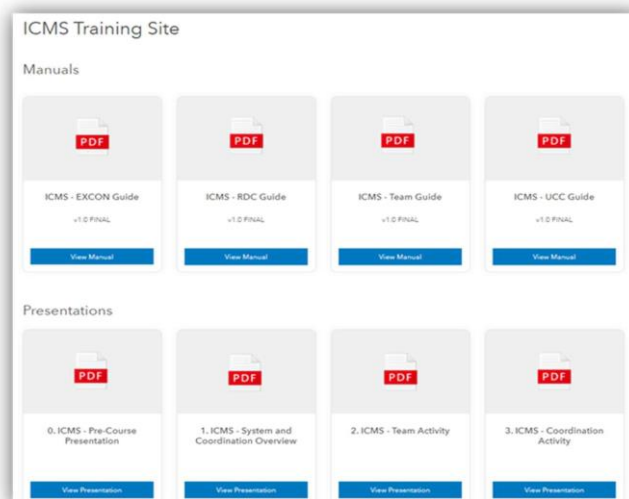 ICMS Training Site
Manuals
PDF
PDF
PDF
PDF
ICMS - EXCON Guide
ICMS - RDC Guide
ICMS - Team Guide
ICMS - UCC Guide
v1.0 FINAL
v1.0 FINAL
v1.0 FINAL
v1.0 FINAL
View Manual
View Manual
View Manual
View Manual
Presentations
PDF
PDF
PDF
PDF
0. ICMS - Pre-Course
Presentation
1. ICMS - System and
Coordination Overview
2. ICMS - Team Activity
3. ICMS - Coordination
Activity
View Presentation
View Presentation
View Presentation
View Presentation